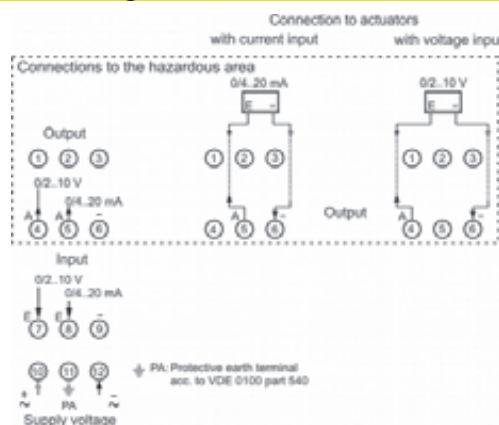 Connection to actuators
with current input
with voltage inpu
Connections to the hazardous area
0/4..20 mA
0/2..10 V
E -
E -
Output
1 2 3
1 2 3
1 2 3
0/2..10 V
0/4..20 mA
A A -
A -
Output
A -
4 5 6
4 5 6
4 5 6
Input
0/2..10 V
0/4..20 mA
E E -
7 8 9
10 11 12
PA: Protective earth terminal
acc. to VDE 0100 part 540
+ ~ PA - ~
Supply voltage